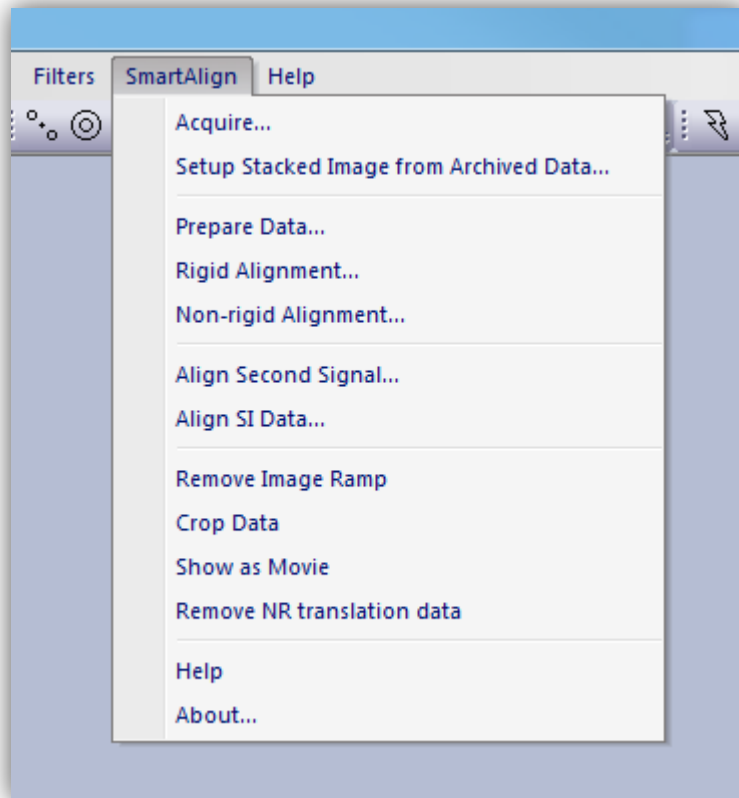 Filters SmartAlign Help
Acquire...
Setup Stacked Image from Archived Data...
Prepare Data...
Rigid Alignment...
Non-rigid Alignment...
Align Second Signal...
Align SI Data...
Remove Image Ramp
Crop Data
Show as Movie
Remove NR translation data
Help
About...